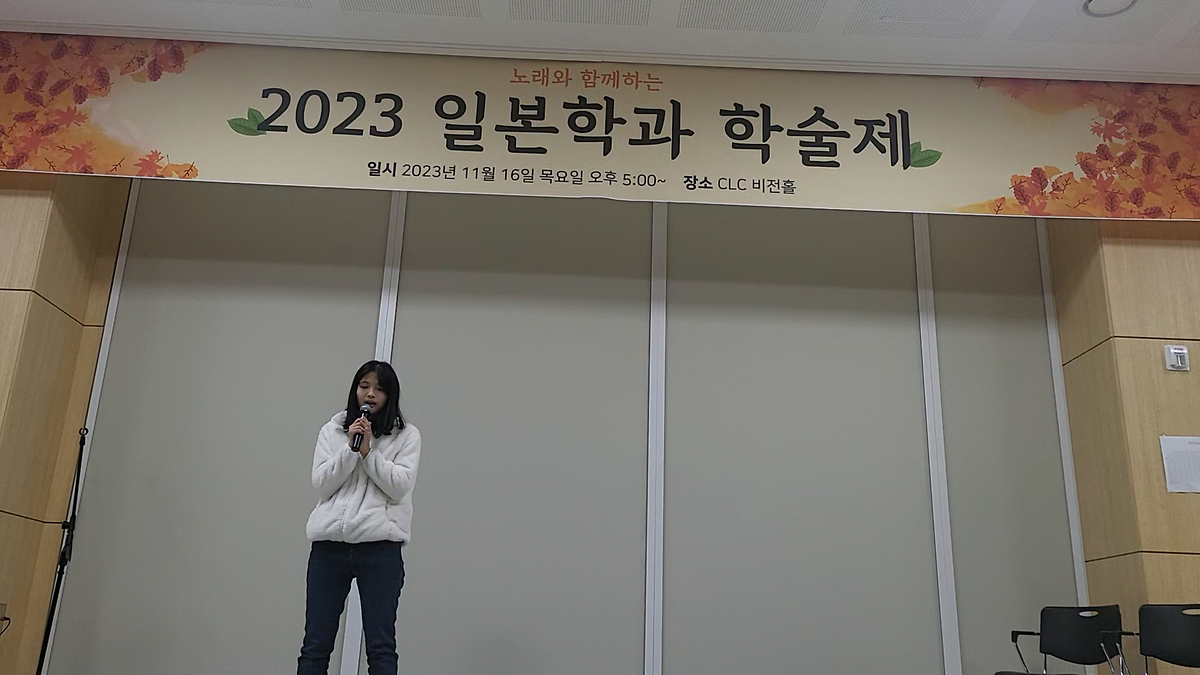 노래와 함께하는
2023 일본학과 학술제
일시 2023년 11월 16일 목요일 오후 5:00~ 장소 CLC 비전홀